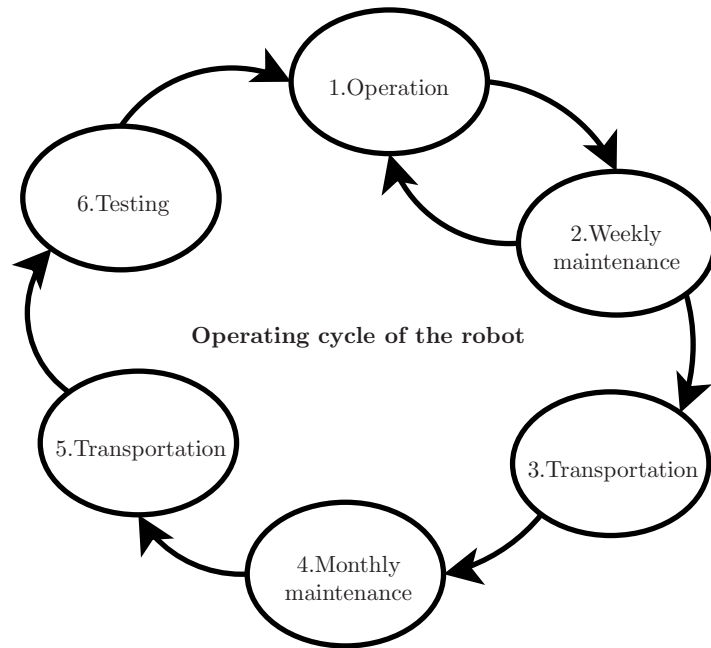 1.Operation
2.Weekly
maintenance
3.Transportation
4.Monthly
maintenance
5.Transportation
6.Testing
Operating cycle of the robot